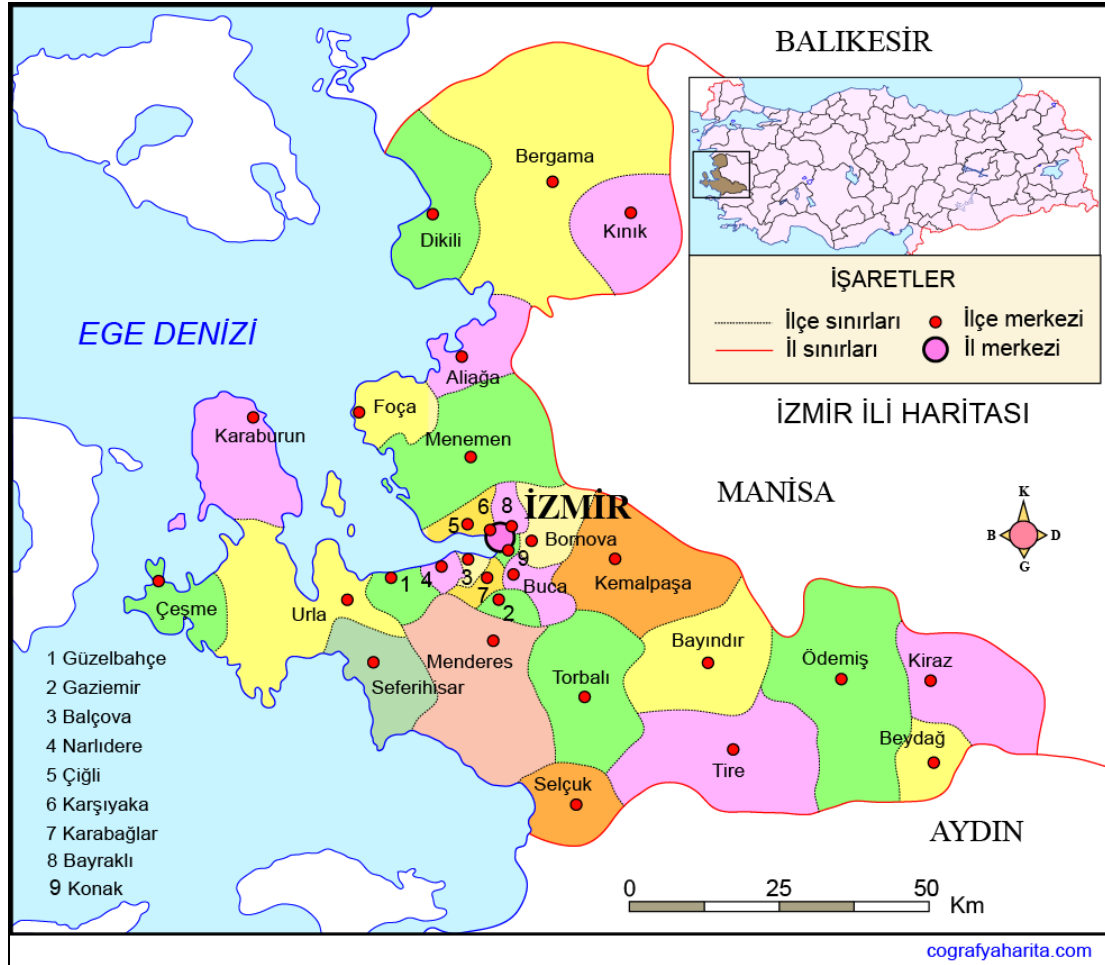 BALIKESİR
Bergama
Kınık
Dikili
İŞARETLER
İlçe sınırları
İlçe merkezi
İl sınırları
İl merkezi
EGE DENİZİ
Aliağa
Foça
İZMİR İLİ HARİTASI
Karaburun
Menemen
MANİSA
K
B
D
G
6
8
İZMİR
5
Bornova
9
3
4
1
7
2
Buca
Kemalpaşa
Çeşme
Urla
Menderes
Seferihisar
Bayındır
Torbalı
Ödemiş
Kiraz
Beydağ
Tire
Selçuk
AYDIN
1 Güzelbahçe
2 Gaziemir
3 Balçova
4 Narlıdere
5 Çiğli
6 Karşıyaka
7 Karabağlar
8 Bayraklı
9 Konak
0 25 50
Km
cografyaharita.com